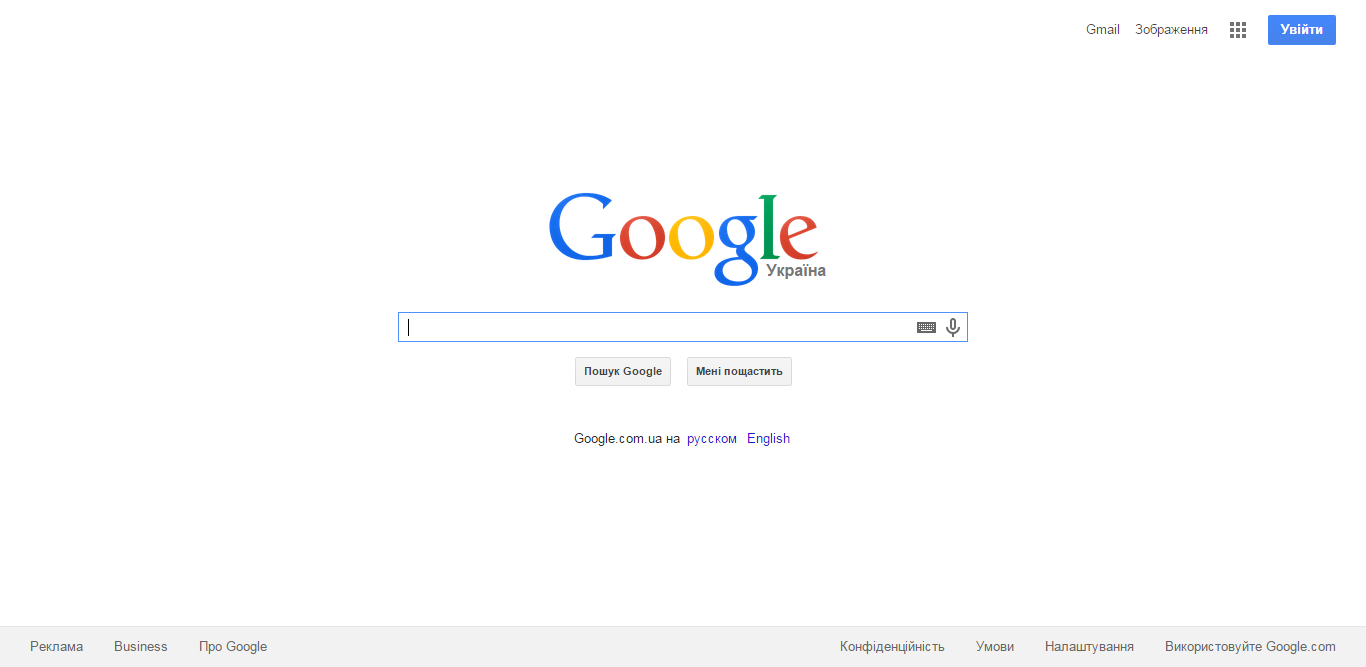 Gmail Зображення Увійти
Google
Україна
Пошук Google Мені пощастить
Google.com.ua на русском English
Реклама Business Про Google Конфіденційність Умови Налаштування Використовуйте Google.com